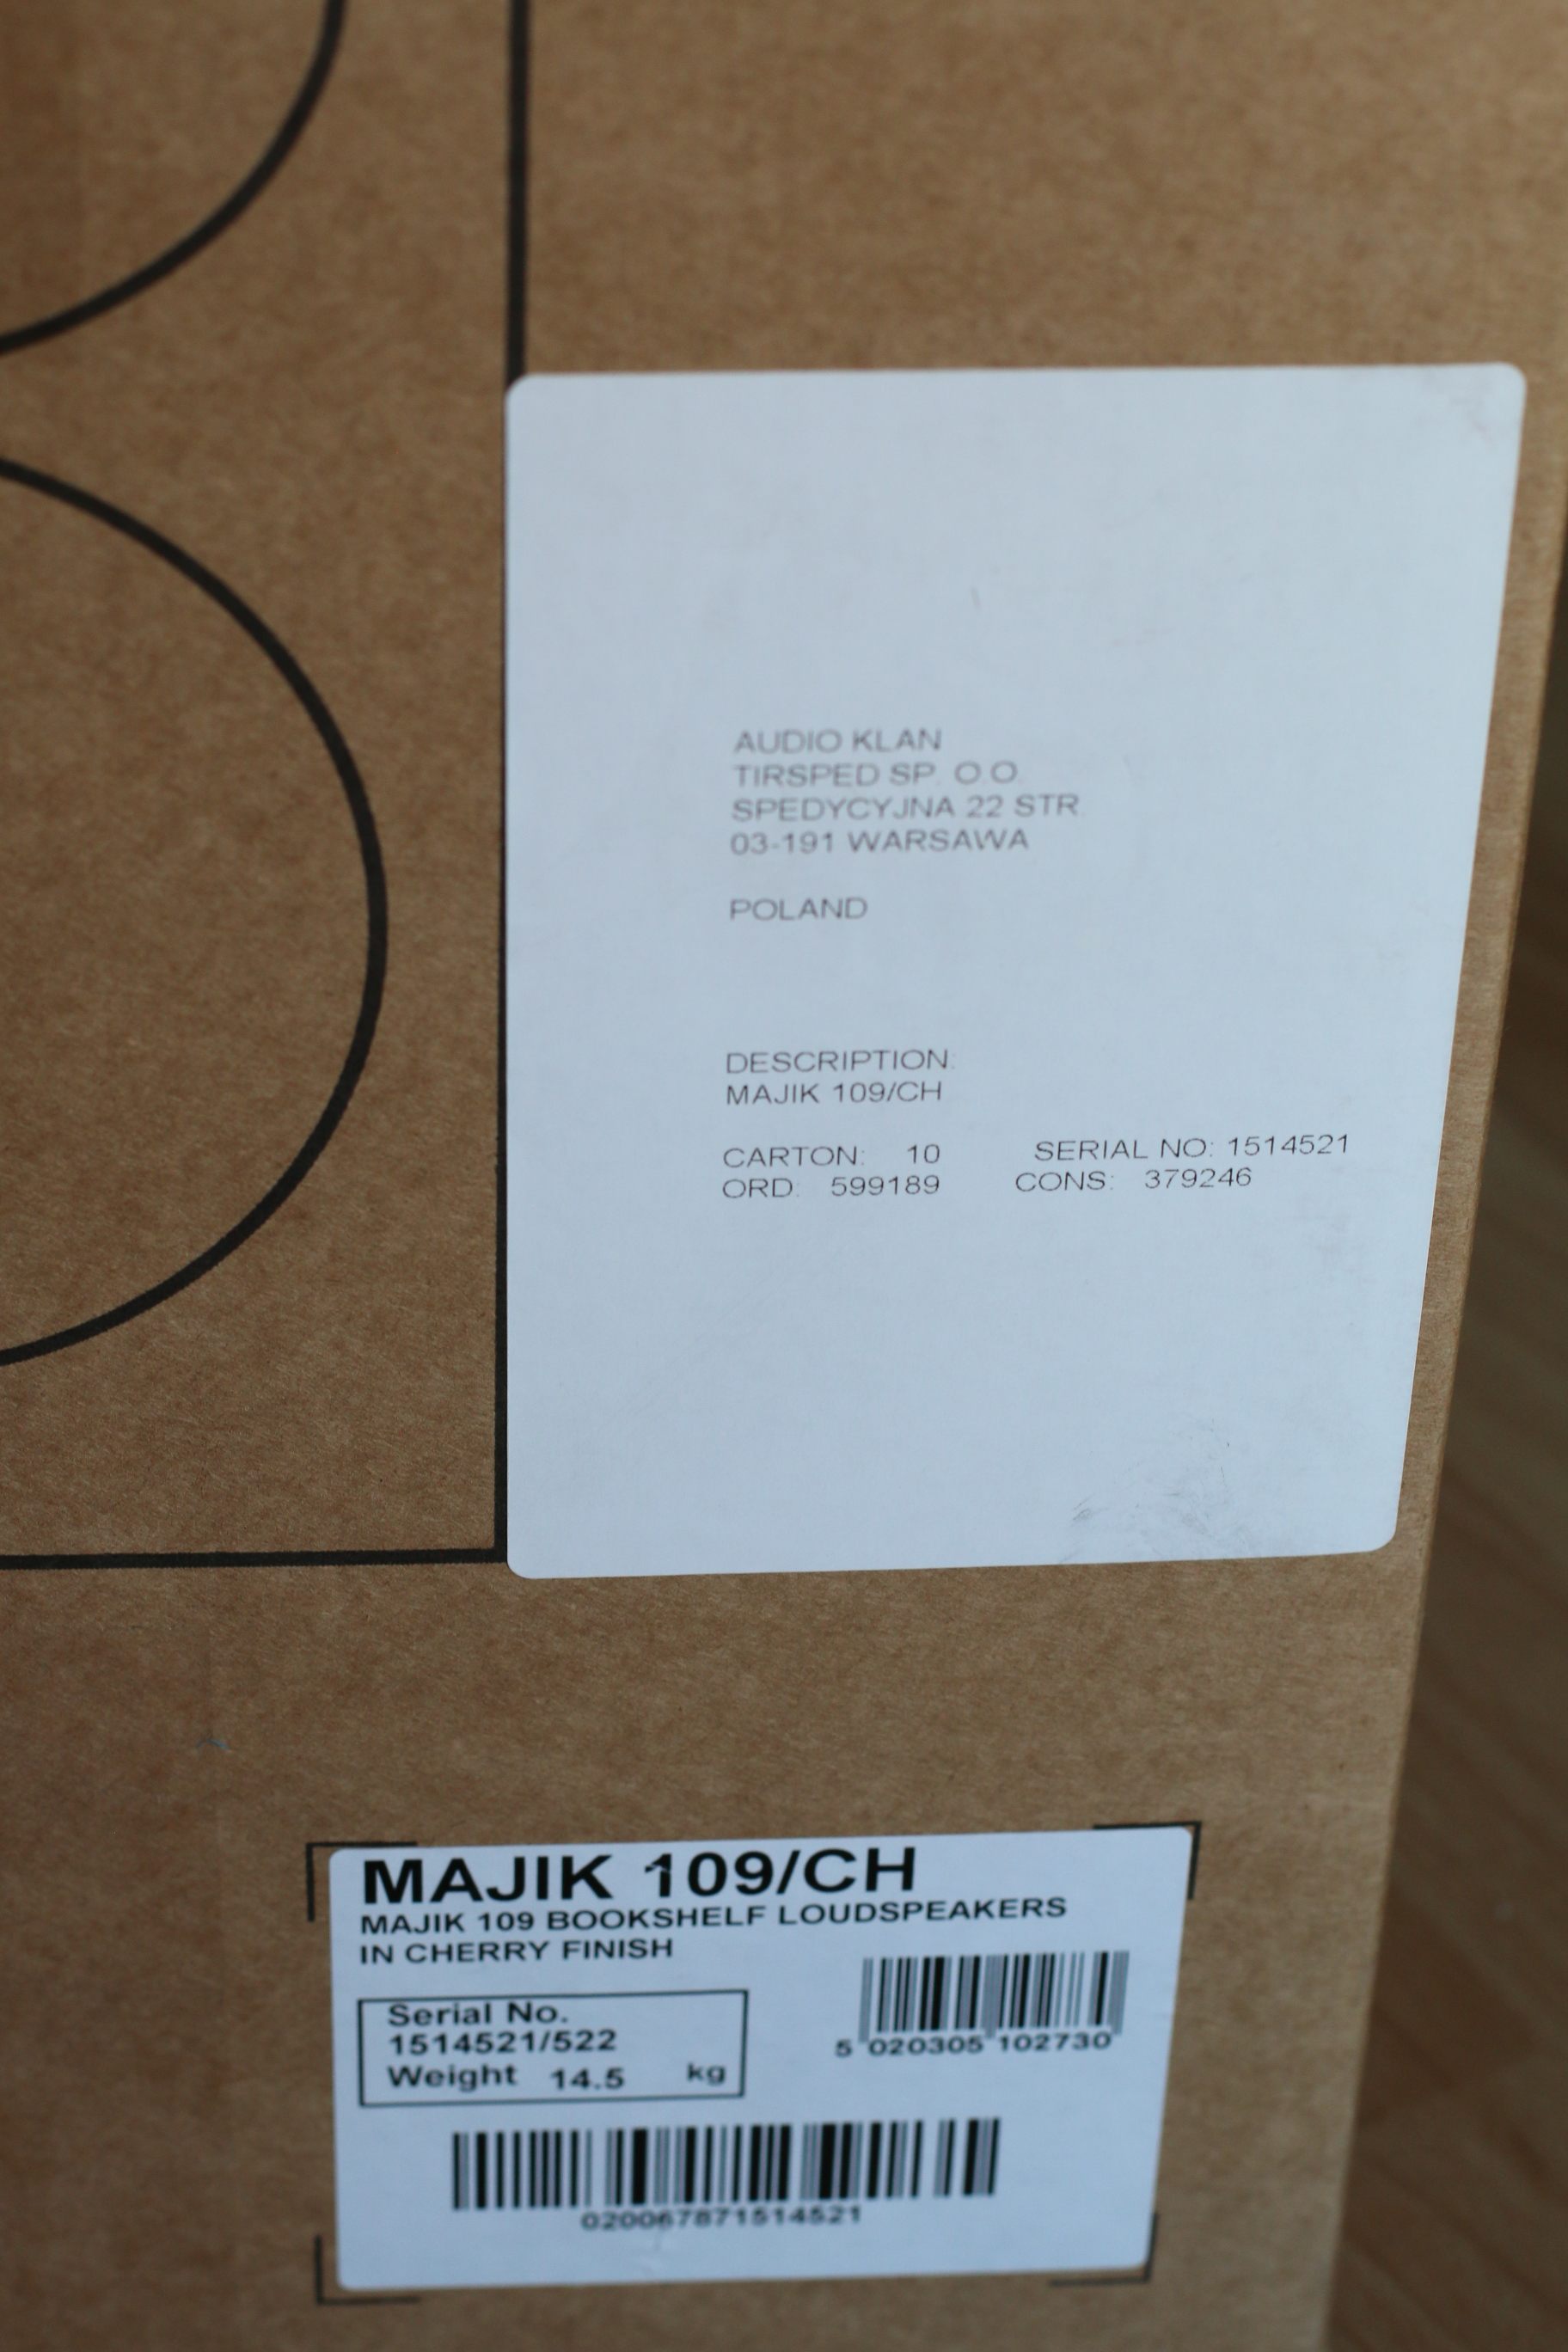 AUDIO KLAN
TIRSPED SP. O.O.
SPEDYCYJNA 22 STR.
03-191 WARSAWA
POLAND
DESCRIPTION:
MAJIK 109/CH
CARTON: 10 SERIAL NO: 1514521
ORD: 599189 CONS: 379246
MAJIK 109/CH
MAJIK 109 BOOKSHELF LOUDSPEAKERS
IN CHERRY FINISH
Serial No.
1514521/522
Weight 14.5 kg
5 020305 102730
020067871514521